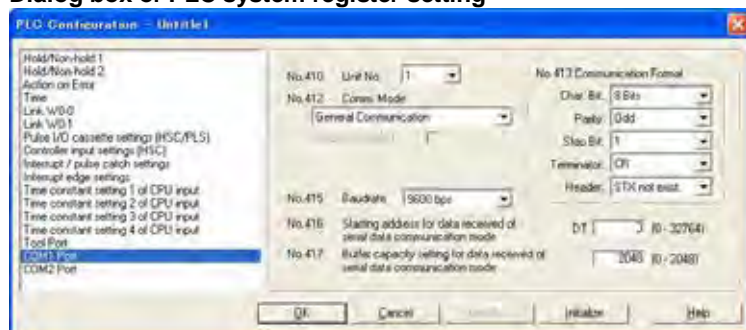 Dialog box of PLC system register setting
PLC Configuration - Untitle1
Hold/Non-hold 1
Hold/Non-hold 2
Action on Error
Time
Link W0-0
Link W0-1
Pulse I/O cassette settings (HSC/PLS)
Controller input settings (HSC)
Interrupt / pulse catch settings
Interrupt edge settings
Time constant setting 1 of CPU input
Time constant setting 2 of CPU input
Time constant setting 3 of CPU input
Time constant setting 4 of CPU input
Tool Port
COM1 Port
COM2 Port
No.410 Unit No. 1
No.412 Comm. Mode
General Communication
No.413 Communication Format
Char. Bit: 8 Bits
Parity: Odd
Stop Bit: 1
Terminator: CR
Header: STX not exist
No.415 Baudrate 9600 bps
No.416 Starting address for data received of
serial data communication mode
DT 3 (0 - 32764)
No.417 Buffer capacity setting for data received of
serial data communication mode
2048 (0 - 2048)
OK Cancel Initialize Help